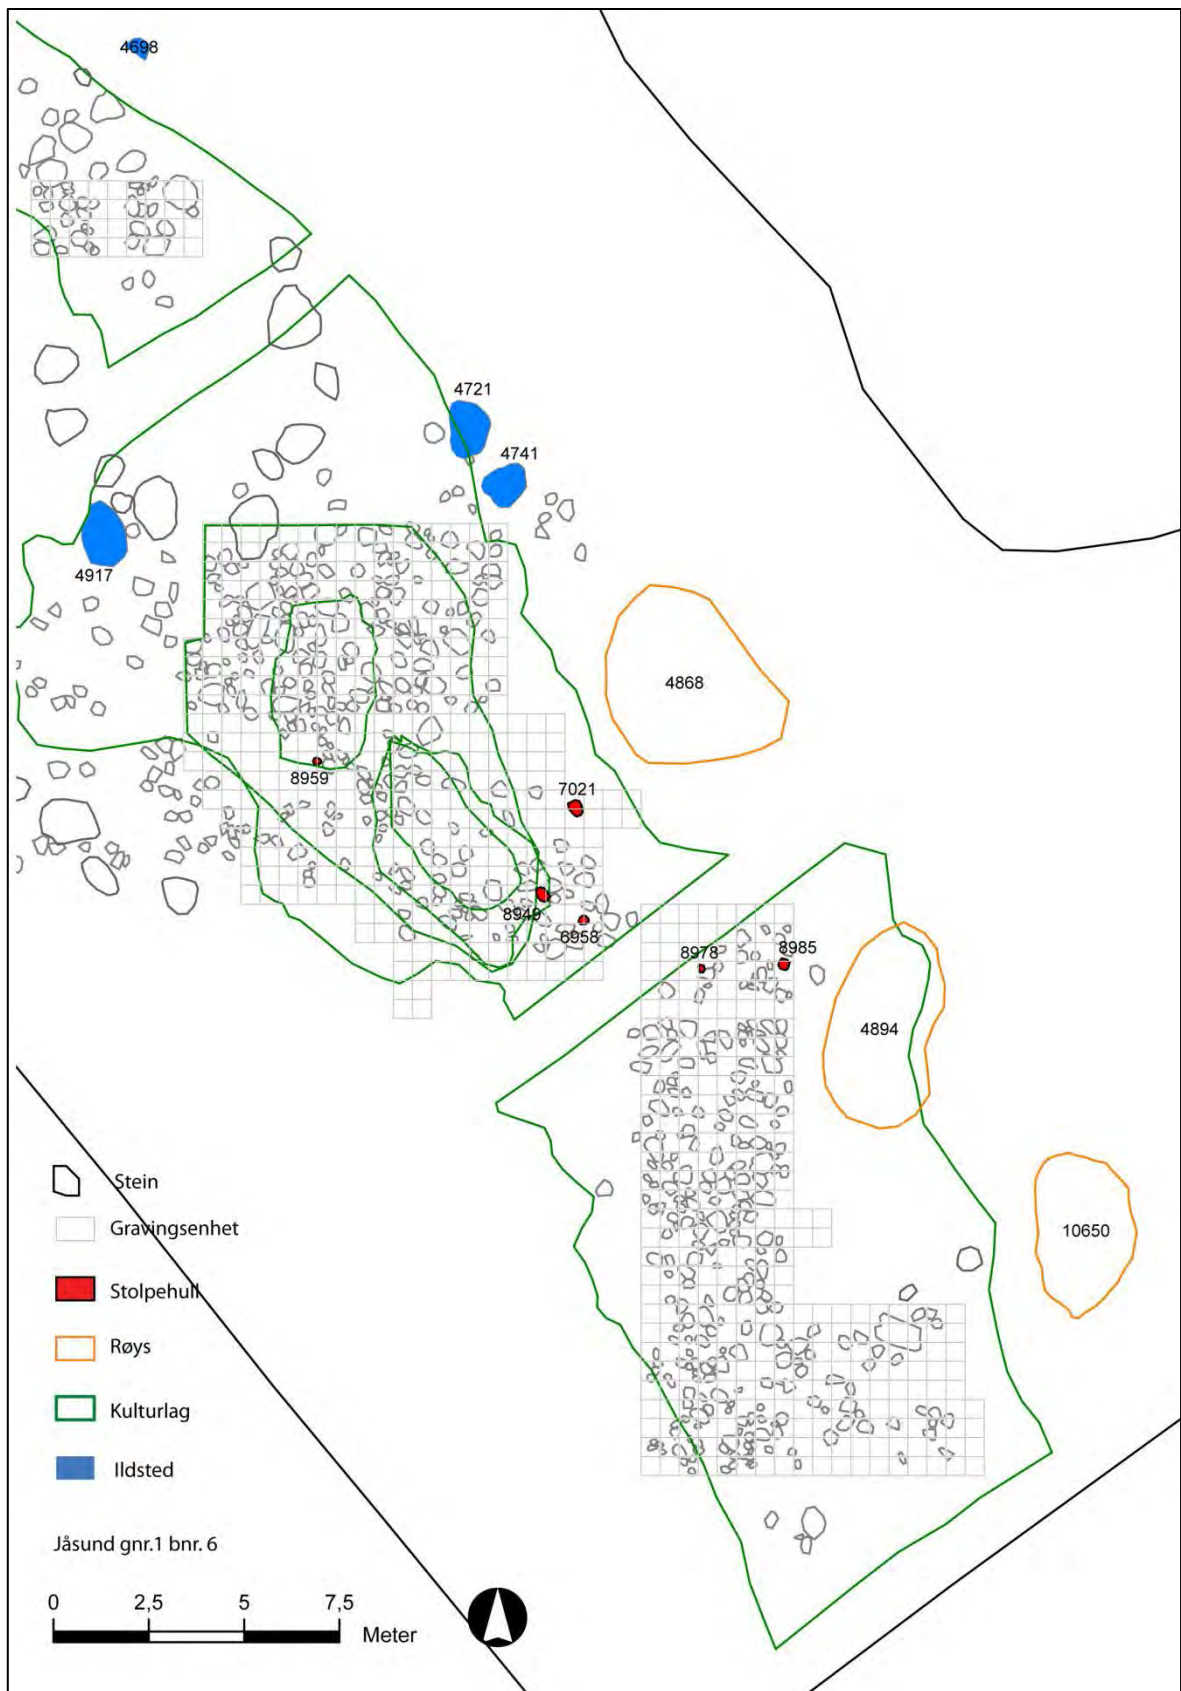 4698
4721
4741
4917
4868
8959
7021
8949
6958
8978
8985
4894
10650
Stein
Gravingsenhet
Stolpehull
Røys
Kulturlag
Ildsted
Jåsund gnr.1 bnr. 6
0 2,5 5 7,5
Meter